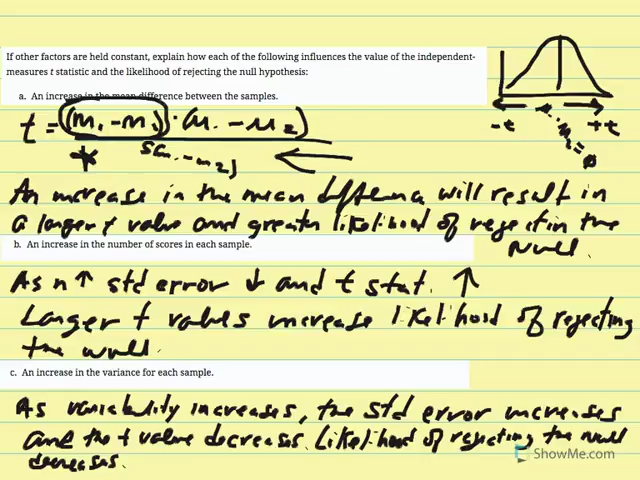 If other factors are held constant, explain how each of the following influences the value of the independent-
measures t statistic and the likelihood of rejecting the null hypothesis:
a. An increase in the mean difference between the samples.
t = (m₁ - m₂) · (μ₁ - μ₂)
s(m₁ - m₂)
-t +t
An increase in the mean difference will result in
a larger t value and greater likelihood of reject in the
null.
b. An increase in the number of scores in each sample.
As n ↑ std error ↓ and t stat. ↑
Larger t values increase likelihood of rejecting
the null.
c. An increase in the variance for each sample.
As variability increases, the std error increases
and the t value decreases. Likelihood of rejecting the null
decreases.
ShowMe.com